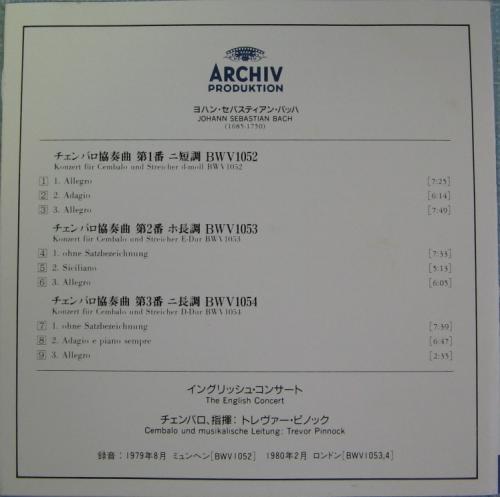 ARCHIV
PRODUKTION
ヨハン・セバスティアン・バッハ
JOHANN SEBASTIAN BACH
(1685-1750)
チェンバロ協奏曲 第1番 ニ短調 BWV1052
Konzert für Cembalo und Streicher d-moll BWV 1052
1 1. Allegro [7:25]
2 2. Adagio [6:14]
3 3. Allegro [7:49]
チェンバロ協奏曲 第2番 ホ長調 BWV1053
Konzert für Cembalo und Streicher E-Dur BWV 1053
4 1. ohne Satzbezeichnung [7:33]
5 2. Siciliano [5:13]
6 3. Allegro [6:05]
チェンバロ協奏曲 第3番 ニ長調 BWV1054
Konzert für Cembalo und Streicher D-Dur BWV 1054
7 1. ohne Satzbezeichnung [7:39]
8 2. Adagio e piano sempre [6:47]
9 3. Allegro [2:35]
イングリッシュ・コンサート
The English Concert
チェンバロ、指揮：トレヴァー・ピノック
Cembalo und musikalische Leitung: Trevor Pinnock
録音：1979年8月 ミュンヘン[BWV1052] 1980年2月 ロンドン[BWV1053,4]